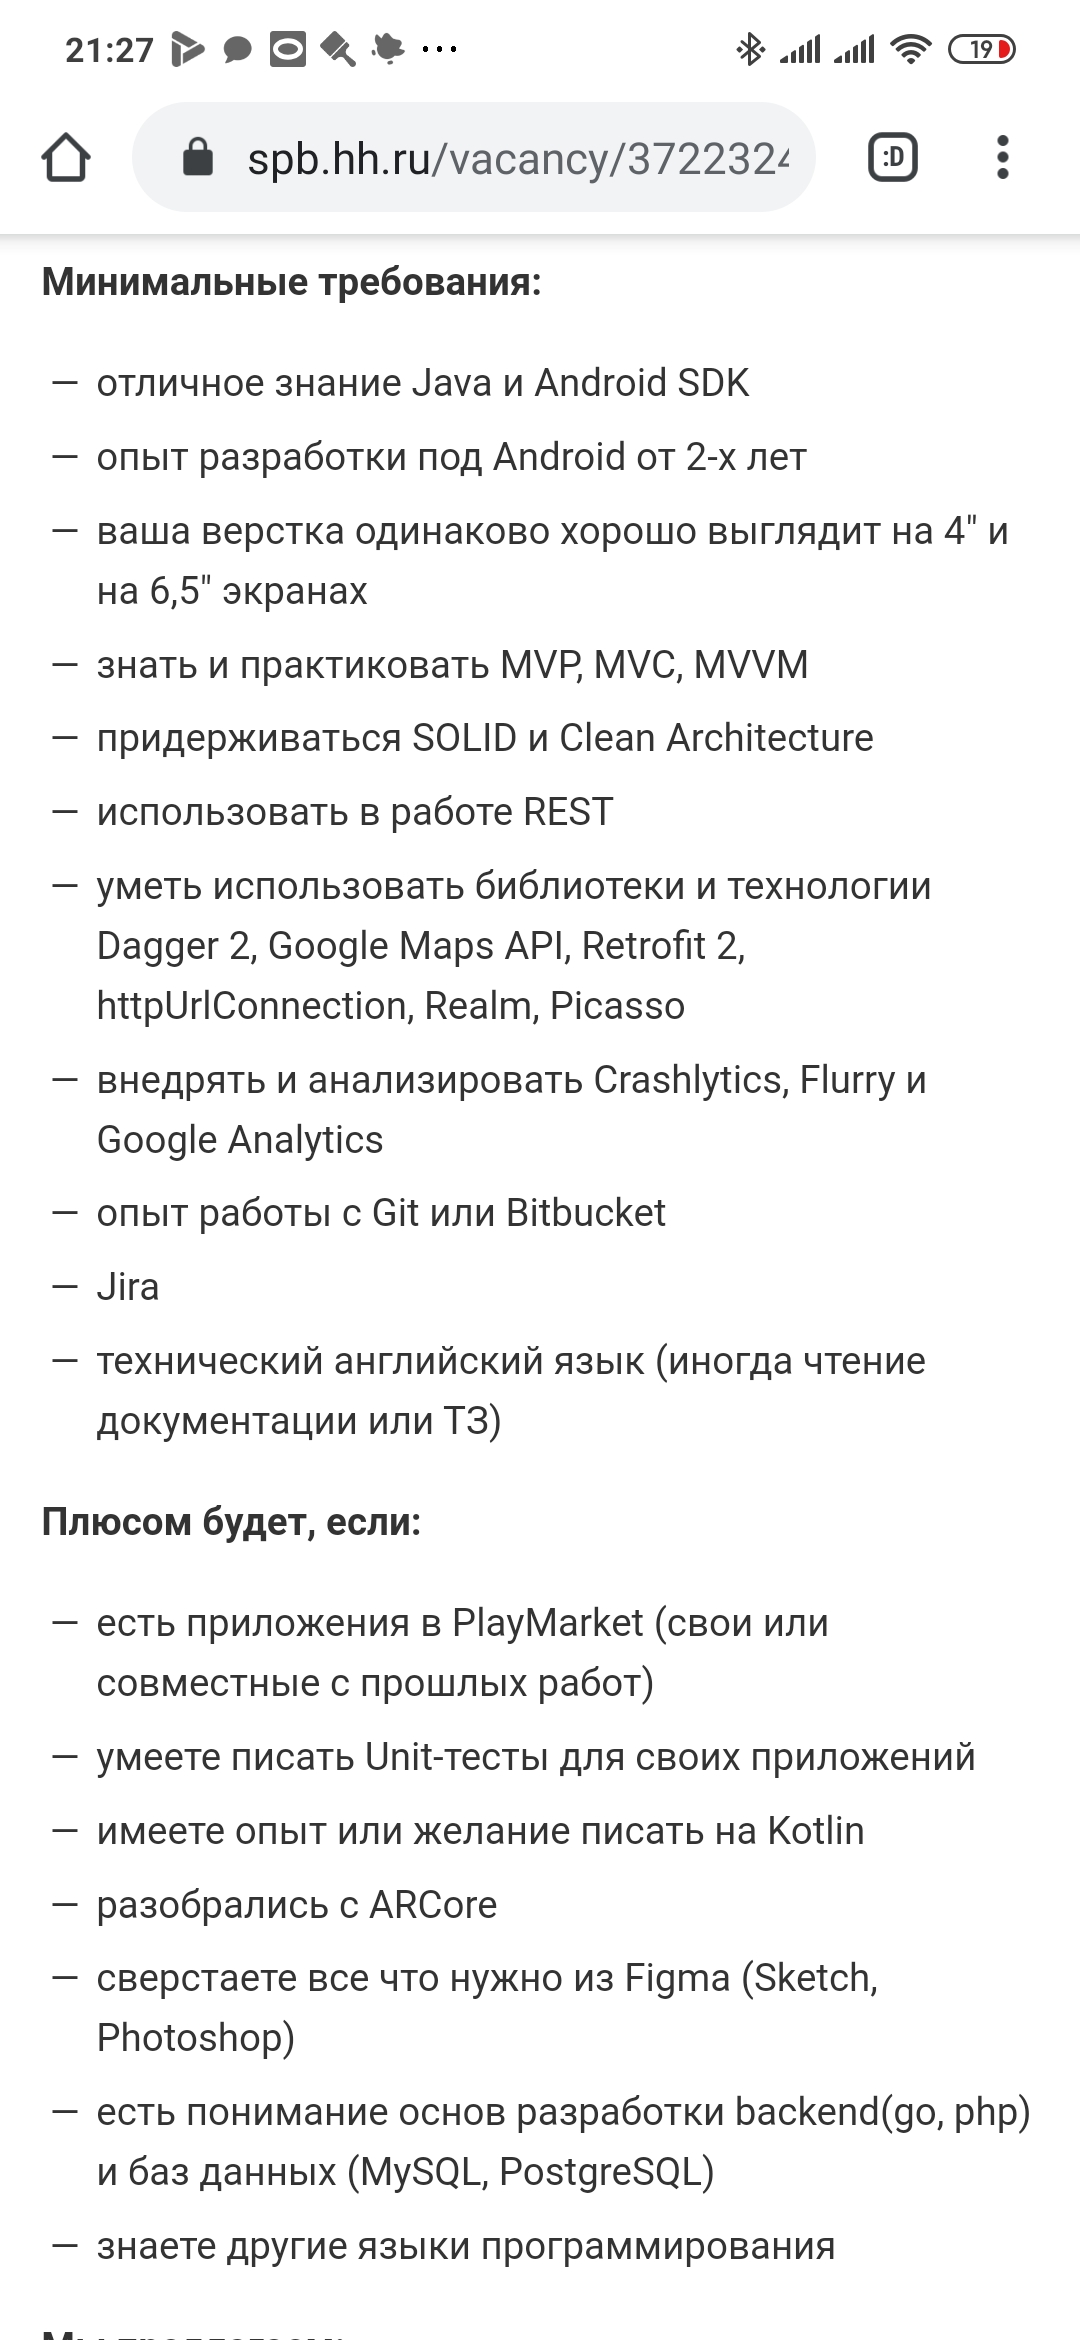 21:27
19
spb.hh.ru/vacancy/3722324
:D
Минимальные требования:
— отличное знание Java и Android SDK
— опыт разработки под Android от 2-х лет
— ваша верстка одинаково хорошо выглядит на 4" и
на 6,5" экранах
— знать и практиковать MVP, MVC, MVVM
— придерживаться SOLID и Clean Architecture
— использовать в работе REST
— уметь использовать библиотеки и технологии
Dagger 2, Google Maps API, Retrofit 2,
httpUrlConnection, Realm, Picasso
— внедрять и анализировать Crashlytics, Flurry и
Google Analytics
— опыт работы с Git или Bitbucket
— Jira
— технический английский язык (иногда чтение
документации или ТЗ)
Плюсом будет, если:
— есть приложения в PlayMarket (свои или
совместные с прошлых работ)
— умеете писать Unit-тесты для своих приложений
— имеете опыт или желание писать на Kotlin
— разобрались с ARCore
— сверстаете все что нужно из Figma (Sketch,
Photoshop)
— есть понимание основ разработки backend(go, php)
и баз данных (MySQL, PostgreSQL)
— знаете другие языки программирования